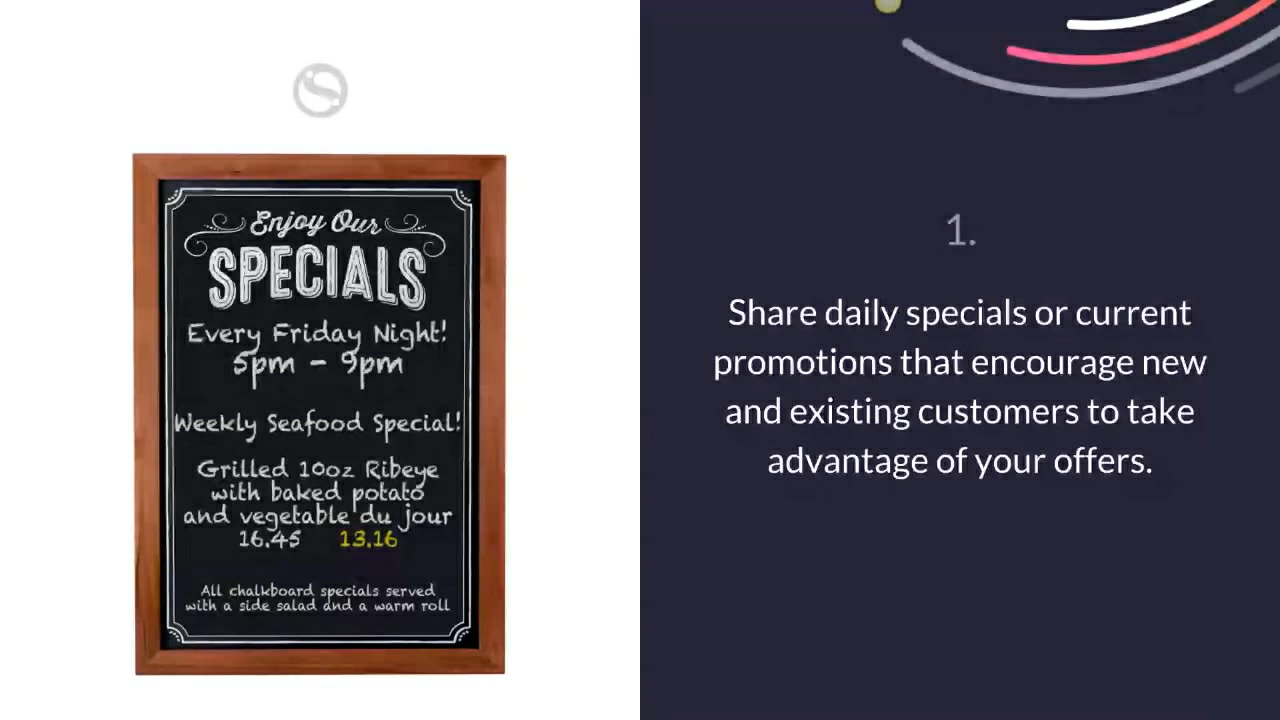 Enjoy Our
SPECIALS
Every Friday Night!
5pm - 9pm
Weekly Seafood Special!
Grilled 10oz Ribeye
with baked potato
and vegetable du jour
16.45 13.16
All chalkboard specials served
with a side salad and a warm roll
1.
Share daily specials or current
promotions that encourage new
and existing customers to take
advantage of your offers.